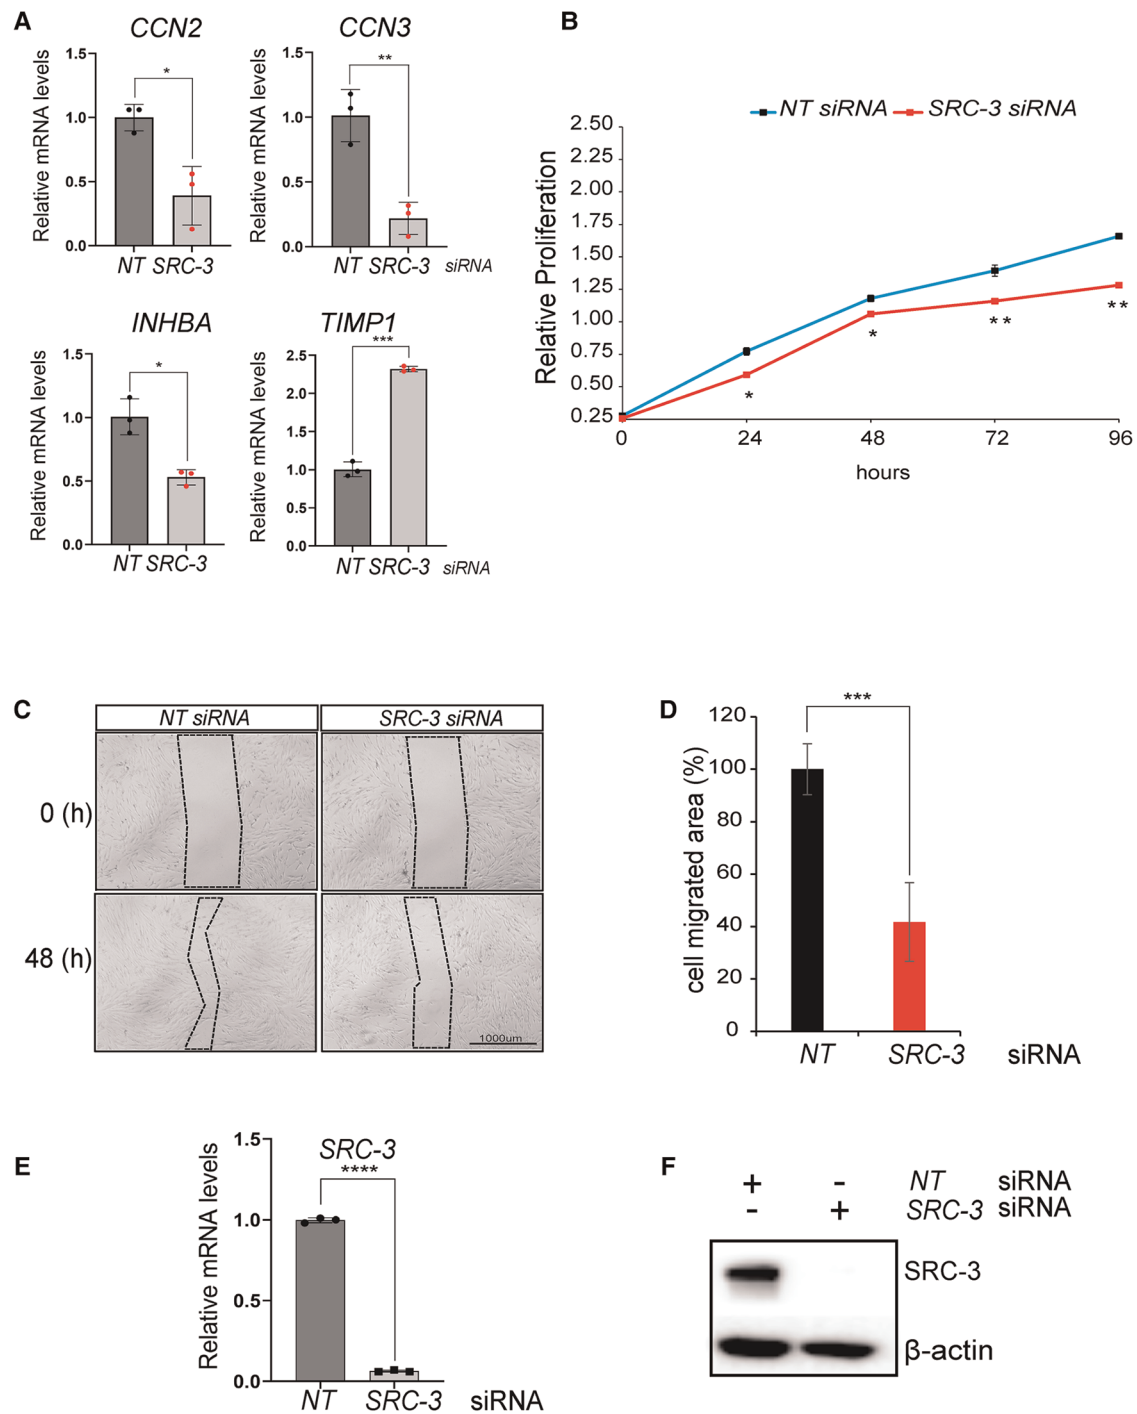 A
CCN2
Relative mRNA levels
1.5
1.0
0.5
0.0
*
NT SRC-3
CCN3
Relative mRNA levels
1.5
1.0
0.5
0.0
**
NT SRC-3 siRNA
INHBA
Relative mRNA levels
1.5
1.0
0.5
0.0
*
NT SRC-3
TIMP1
Relative mRNA levels
2.5
2.0
1.5
1.0
0.5
0.0
***
NT SRC-3 siRNA
B
NT siRNA SRC-3 siRNA
Relative Proliferation
2.50
2.25
2.00
1.75
1.50
1.25
1.00
0.75
0.50
0.25
*
*
**
**
0 24 48 72 96
hours
C
NT siRNA SRC-3 siRNA
0 (h)
48 (h)
1000um
D
cell migrated area (%)
120
100
80
60
40
20
0
***
NT SRC-3 siRNA
E
SRC-3
Relative mRNA levels
1.5
1.0
0.5
0.0
****
NT SRC-3 siRNA
F
+ - NT siRNA
- + SRC-3 siRNA
SRC-3
β-actin